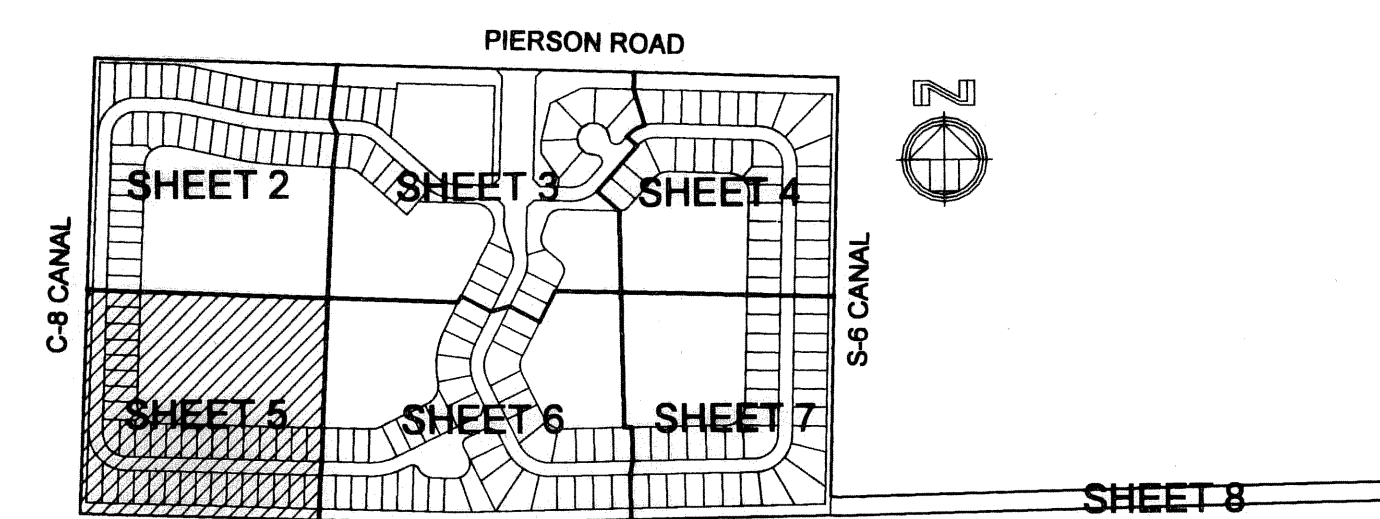 PIERSON ROAD
N
SHEET 2
SHEET 3
SHEET 4
C-8 CANAL
S-6 CANAL
SHEET 5
SHEET 6
SHEET 7
SHEET 8